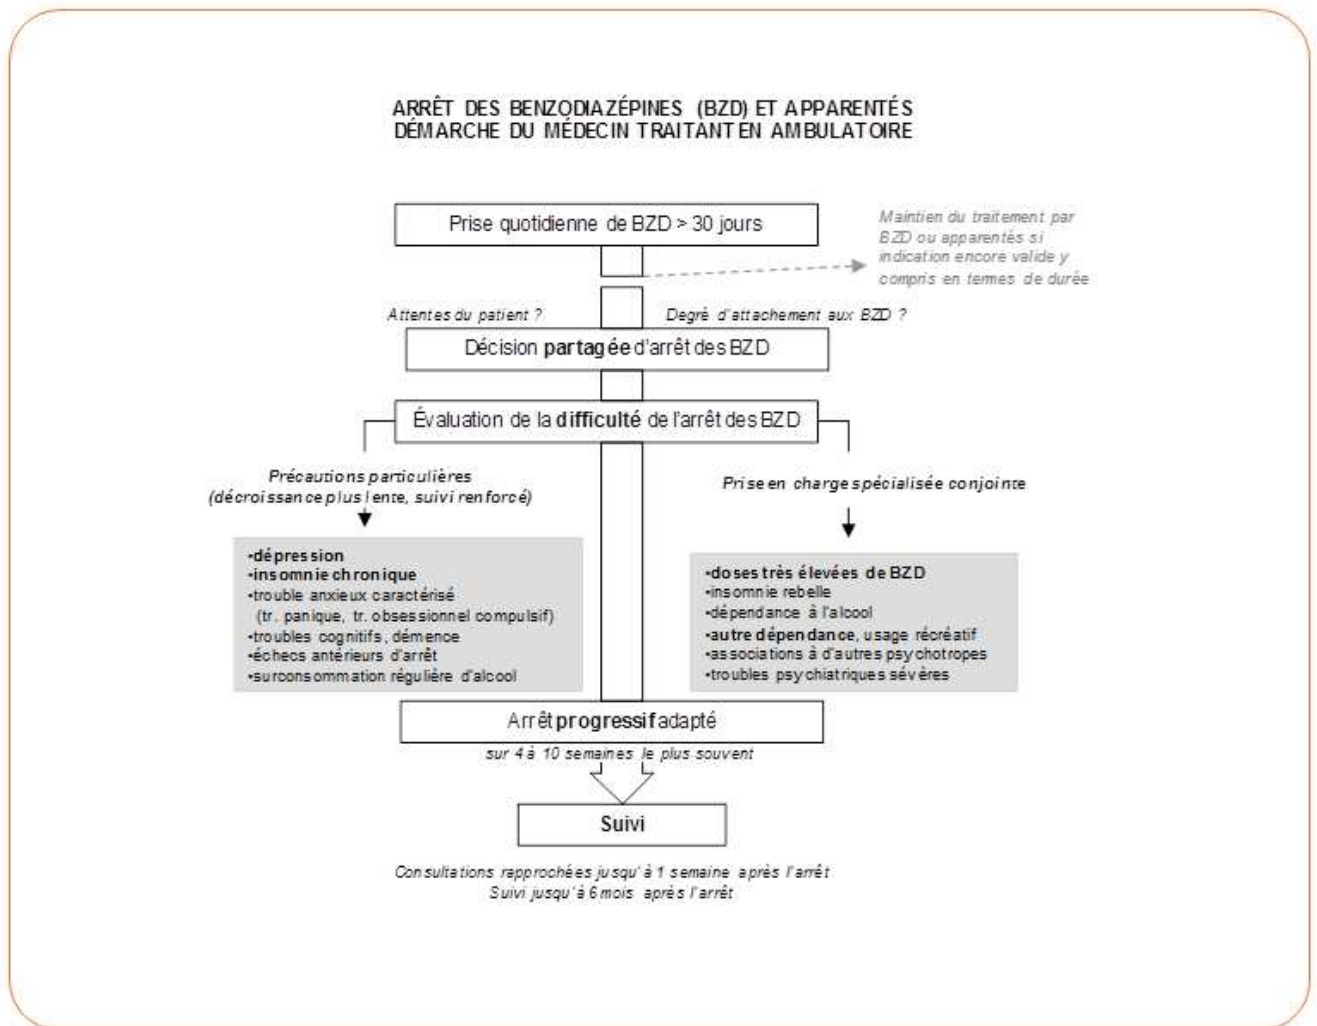 ARRÊT DES BENZODIAZÉPINES (BZD) ET APPARENTÉS
DÉMARCHE DU MÉDECIN TRAITANT EN AMBULATOIRE
Prise quotidienne de BZD > 30 jours
Maintien du traitement par
BZD ou apparentés si
indication encore valide y
compris en termes de durée
Attentes du patient ?
Degré d'attachement aux BZD ?
Décision partagée d'arrêt des BZD
Évaluation de la difficulté de l'arrêt des BZD
Précautions particulières
(décroissance plus lente, suivi renforcé)
Prise en charge spécialisée conjointe
•dépression
•insomnie chronique
•trouble anxieux caractérisé
(tr. panique, tr. obsessionnel compulsif)
•troubles cognitifs, démence
•échecs antérieurs d'arrêt
•surconsommation régulière d'alcool
•doses très élevées de BZD
•insomnie rebelle
•dépendance à l'alcool
•autre dépendance, usage récréatif
•associations à d'autres psychotropes
•troubles psychiatriques sévères
Arrêt progressif adapté
sur 4 à 10 semaines le plus souvent
Suivi
Consultations rapprochées jusqu'à 1 semaine après l'arrêt
Suivi jusqu'à 6 mois après l'arrêt